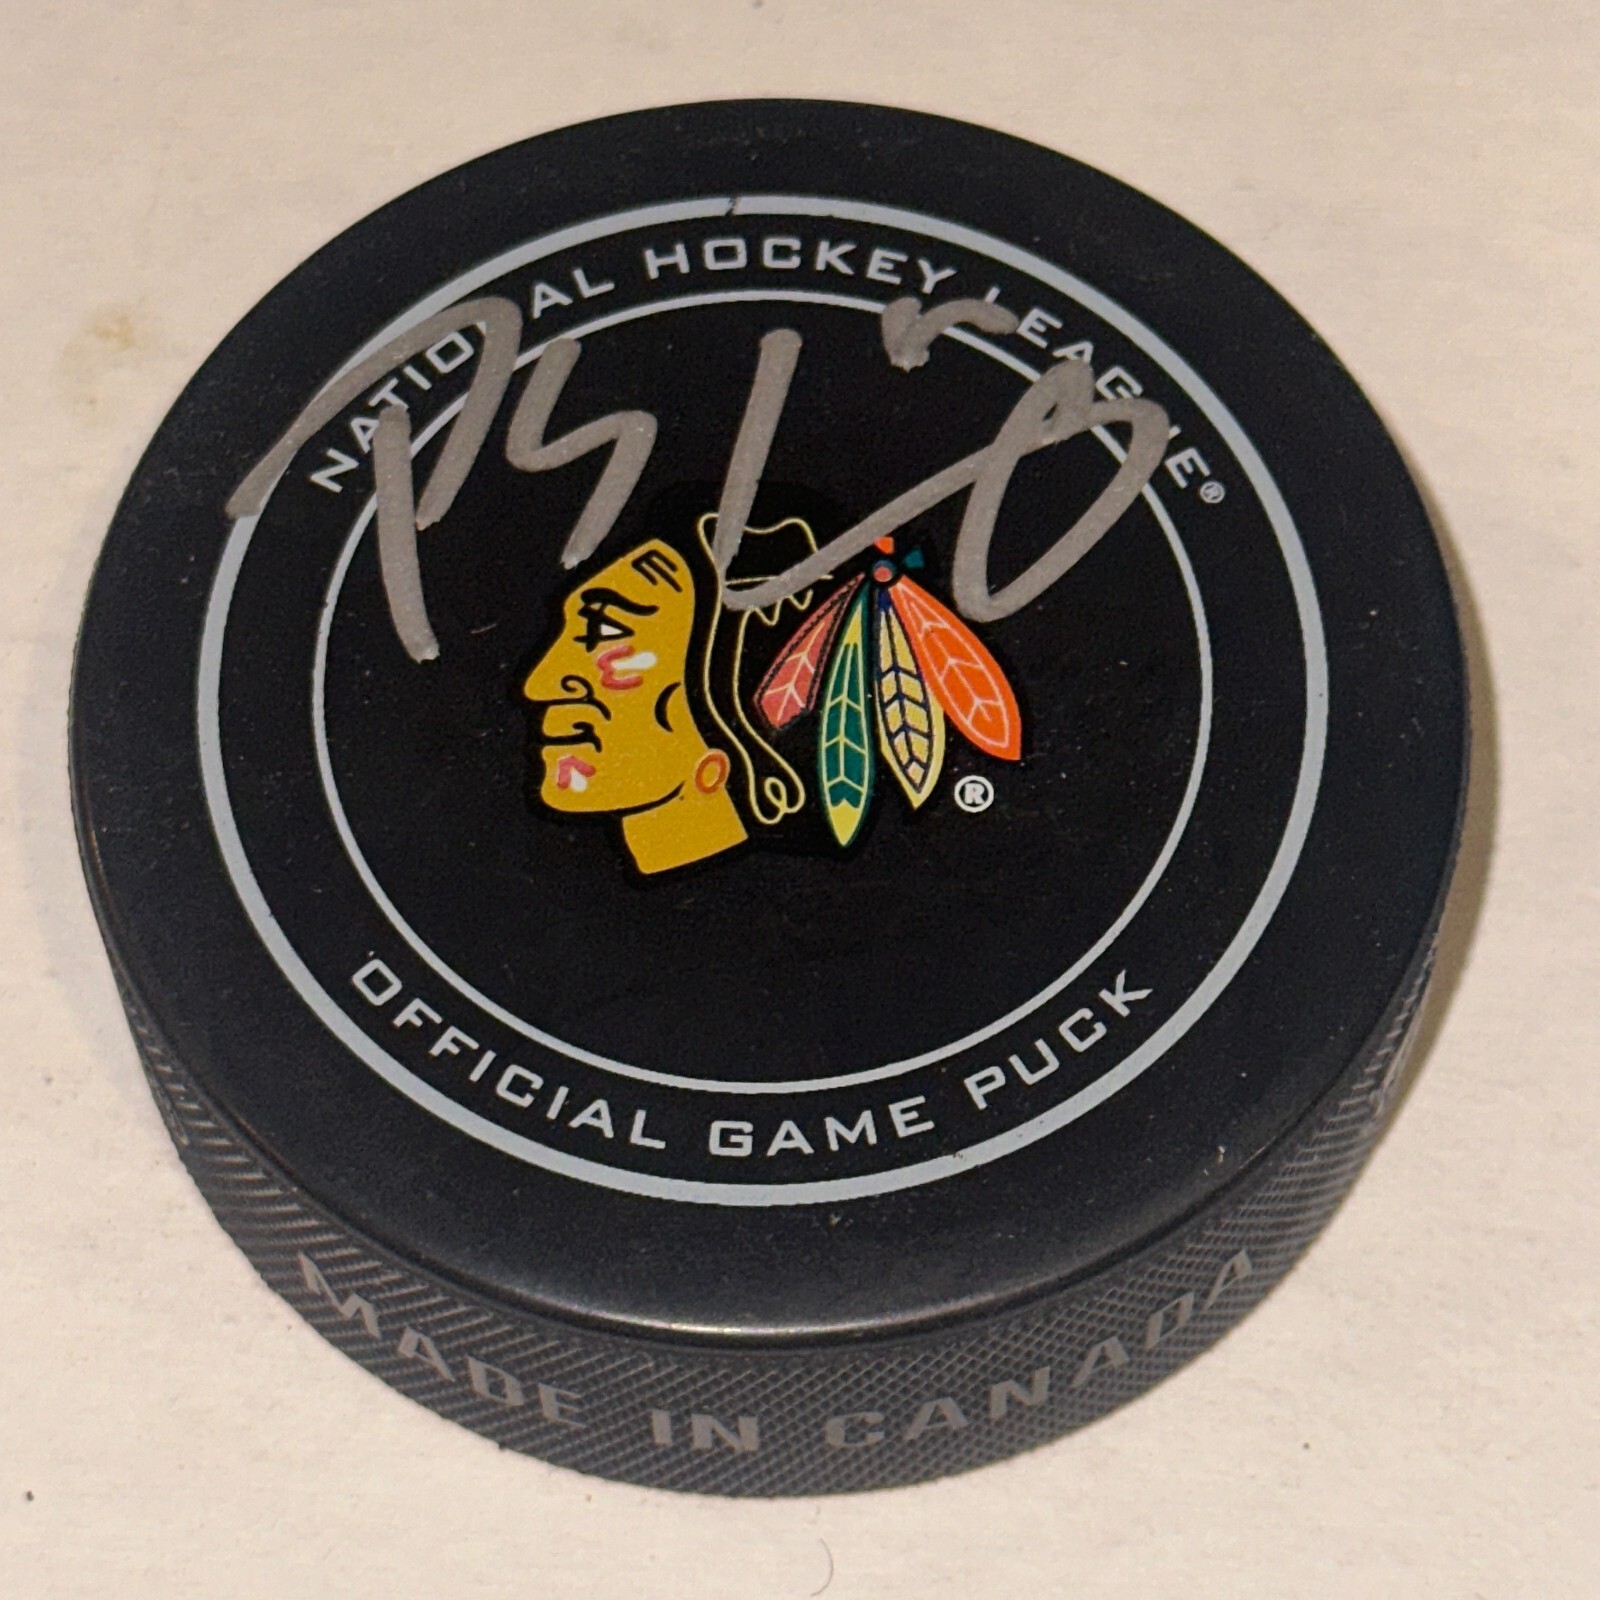 NATIONAL HOCKEY LEAGUE®
®
OFFICIAL GAME PUCK
MADE IN CANADA